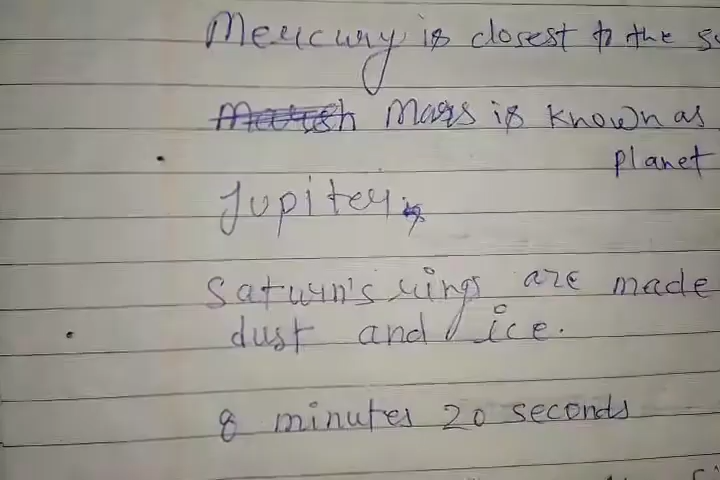 Mercury is closest to the
Mars is known as
planet
Jupiter
Saturn's rings are made
dust and ice.
8 minutes 20 seconds